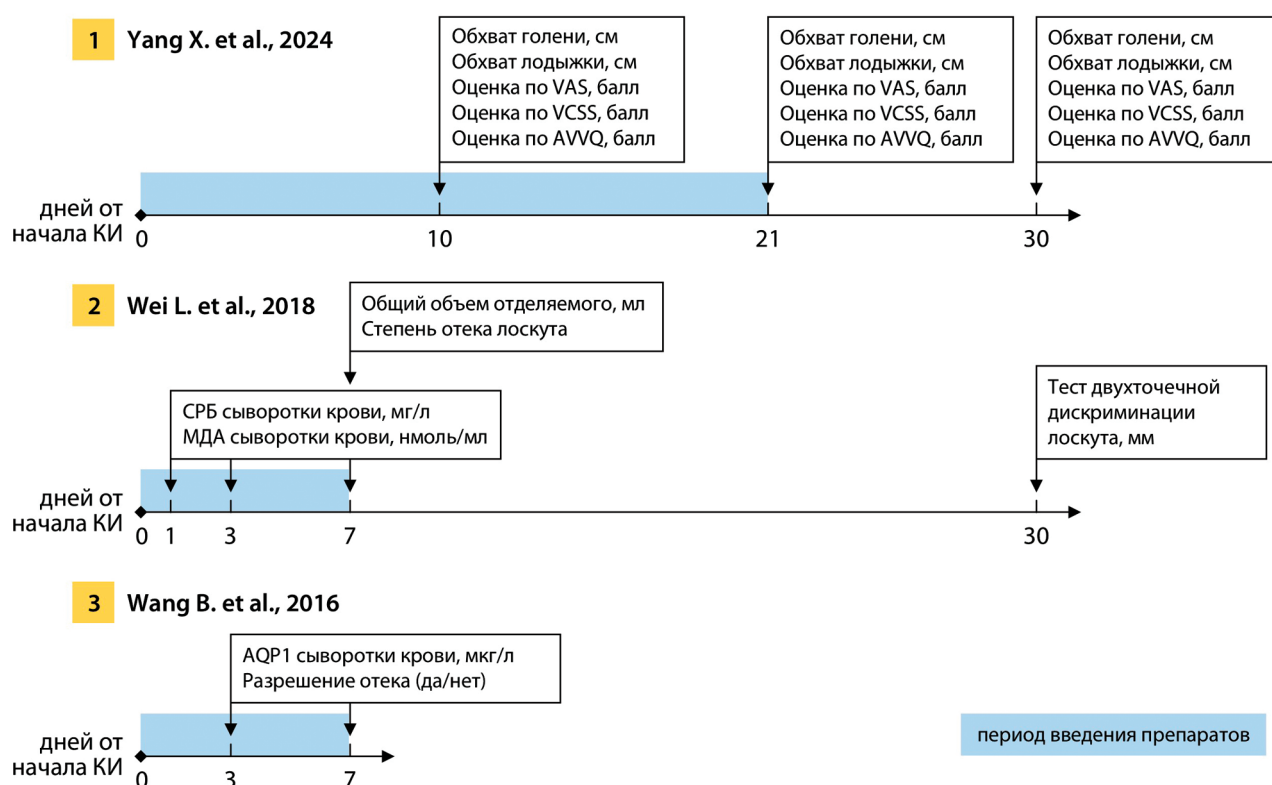 1 Yang X. et al., 2024
Обхват голени, см
Обхват лодыжки, см
Оценка по VAS, балл
Оценка по VCSS, балл
Оценка по AVVQ, балл
Обхват голени, см
Обхват лодыжки, см
Оценка по VAS, балл
Оценка по VCSS, балл
Оценка по AVVQ, балл
Обхват голени, см
Обхват лодыжки, см
Оценка по VAS, балл
Оценка по VCSS, балл
Оценка по AVVQ, балл
дней от
начала КИ
0 10 21 30
2 Wei L. et al., 2018
Общий объем отделяемого, мл
Степень отека лоскута
СРБ сыворотки крови, мг/л
МДА сыворотки крови, нмоль/мл
Тест двухточечной
дискриминации
лоскута, мм
дней от
начала КИ
0 1 3 7 30
3 Wang B. et al., 2016
AQP1 сыворотки крови, мкг/л
Разрешение отека (да/нет)
дней от
начала КИ
0 3 7
период введения препаратов